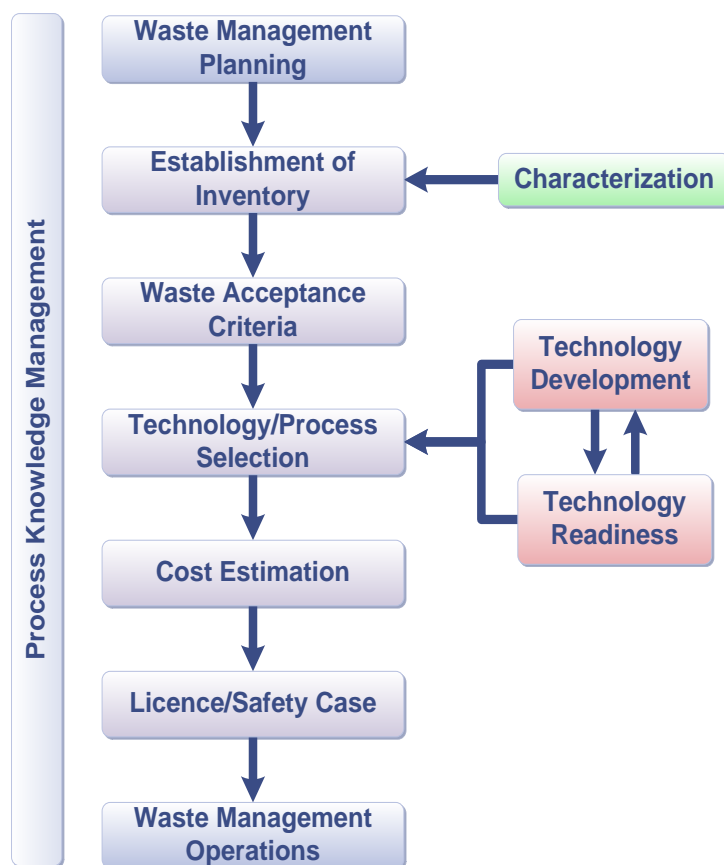 Process Knowledge Management
Waste Management
Planning
Establishment of
Inventory
Characterization
Waste Acceptance
Criteria
Technology
Development
Technology/Process
Selection
Technology
Readiness
Cost Estimation
Licence/Safety Case
Waste Management
Operations